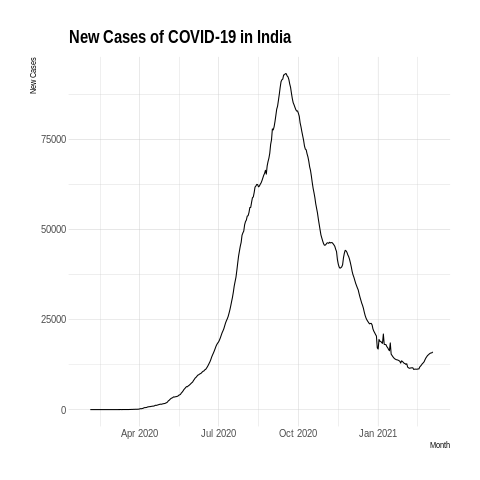 New Cases of COVID-19 in India
New Cases
75000
50000
25000
0
Apr 2020 Jul 2020 Oct 2020 Jan 2021
Month